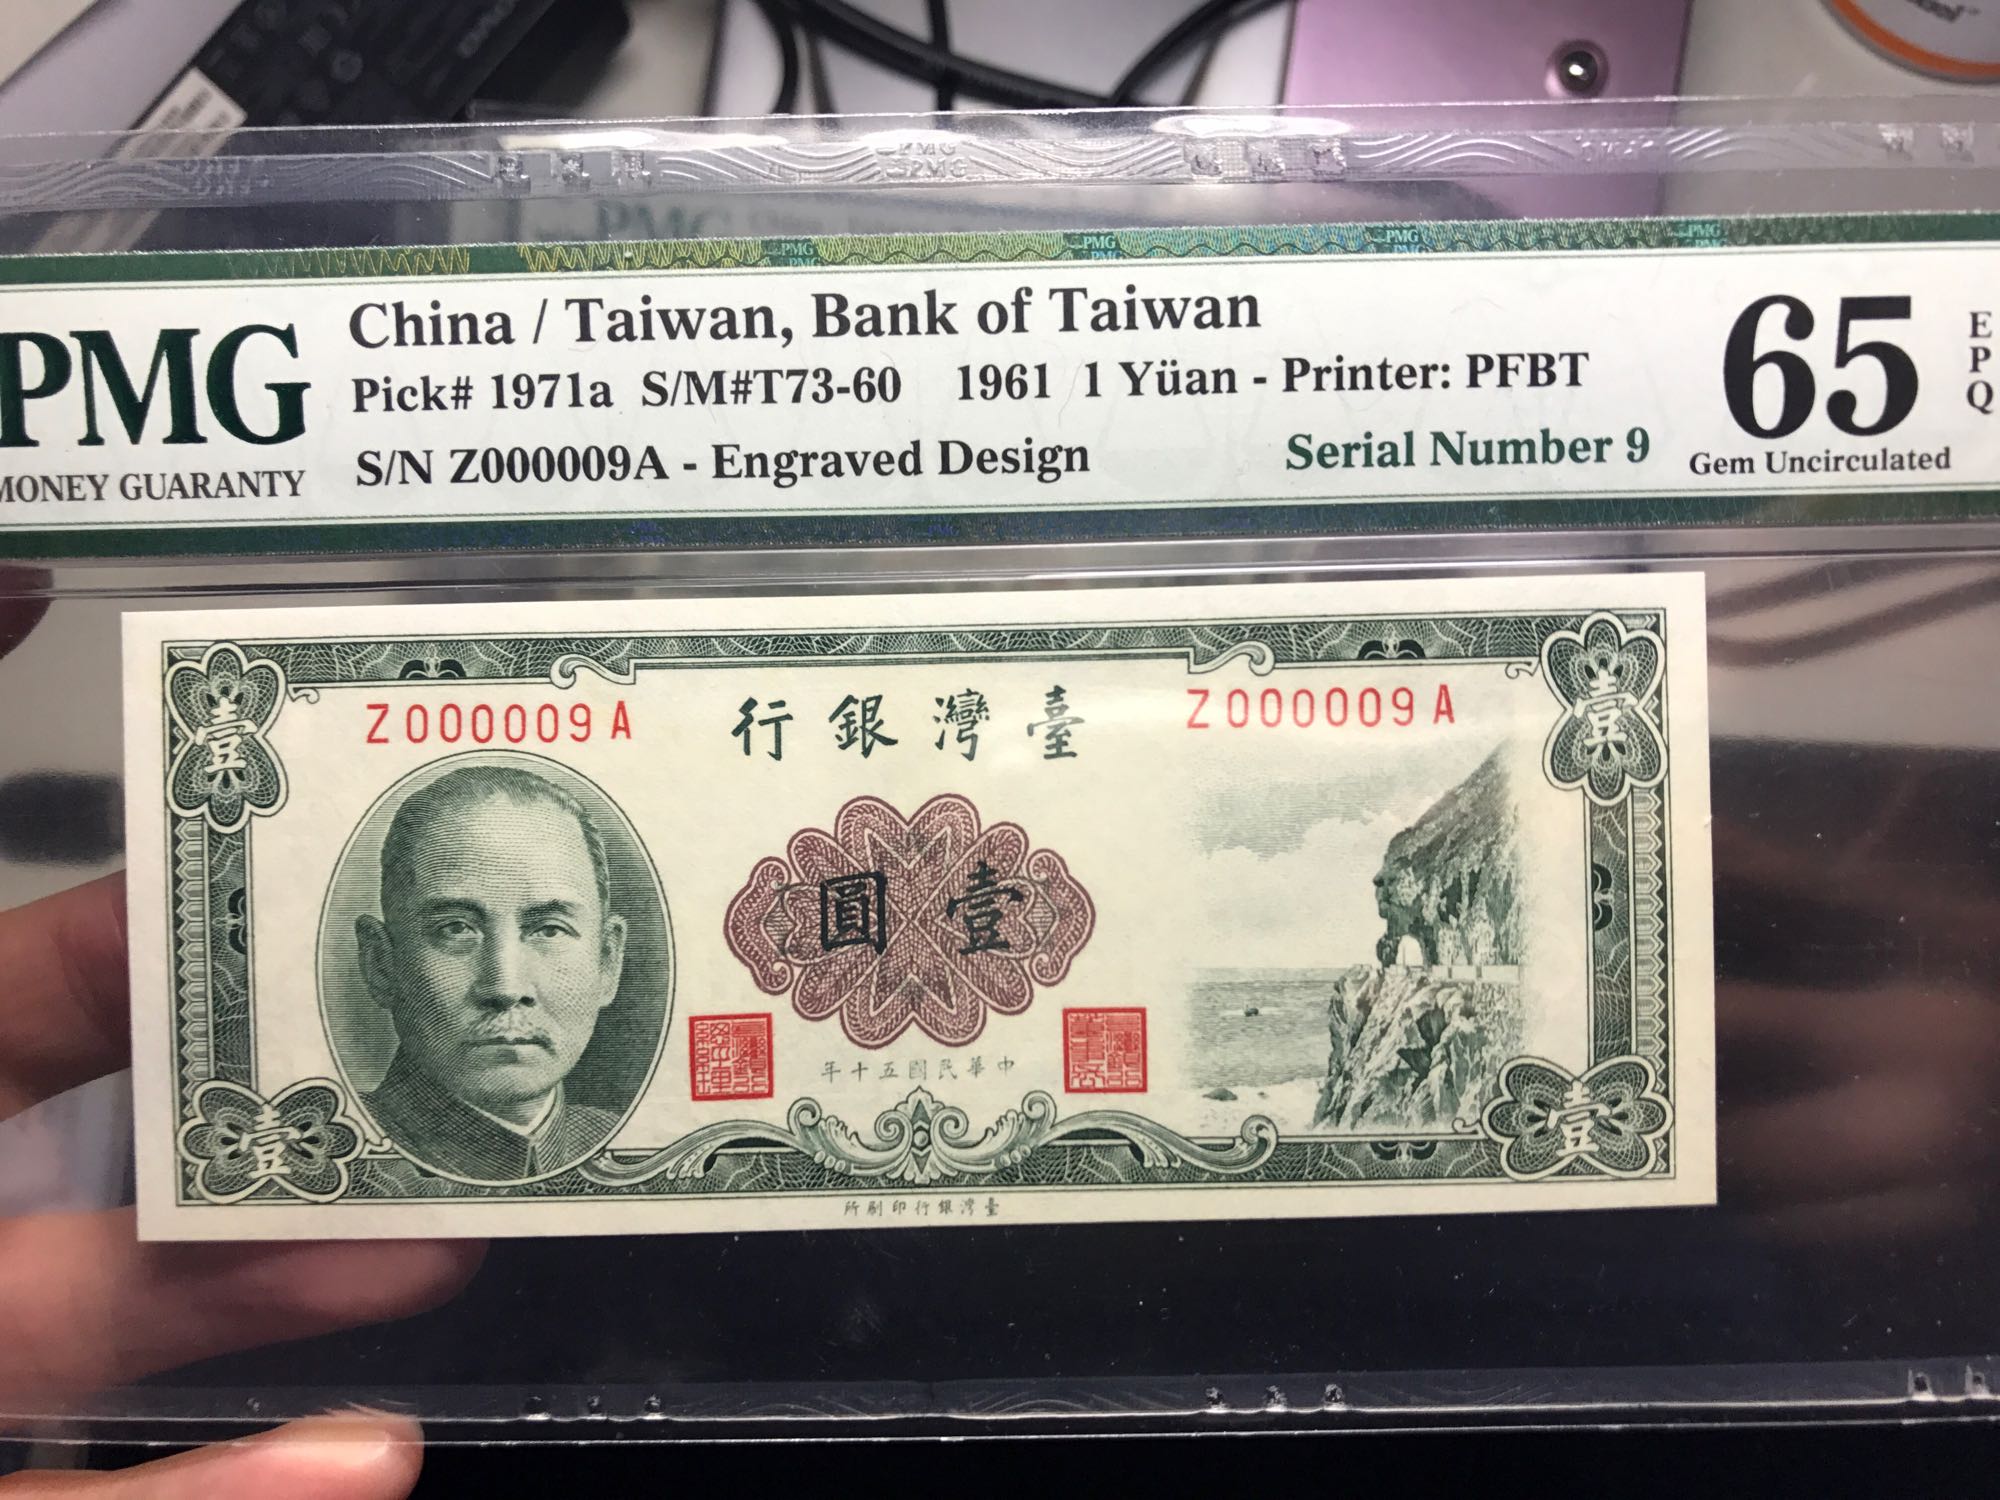 PMG
MONEY GUARANTY
China / Taiwan, Bank of Taiwan
Pick# 1971a S/M#T73-60 1961 1 Yüan - Printer: PFBT
S/N Z000009A - Engraved Design
Serial Number 9
65
EPQ
Gem Uncirculated
Z000009A
行銀灣臺
Z000009A
壹
壹
圓壹
年十五國民華中
壹
壹
所刷印行銀灣臺